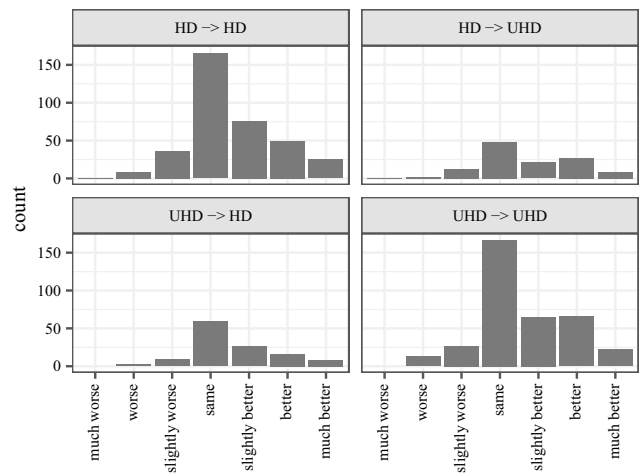 HD −> HD
HD −> UHD
150
100
50
0
UHD −> HD
UHD −> UHD
150
100
50
0
count
much worse
worse
slightly worse
same
slightly better
better
much better
much worse
worse
slightly worse
same
slightly better
better
much better